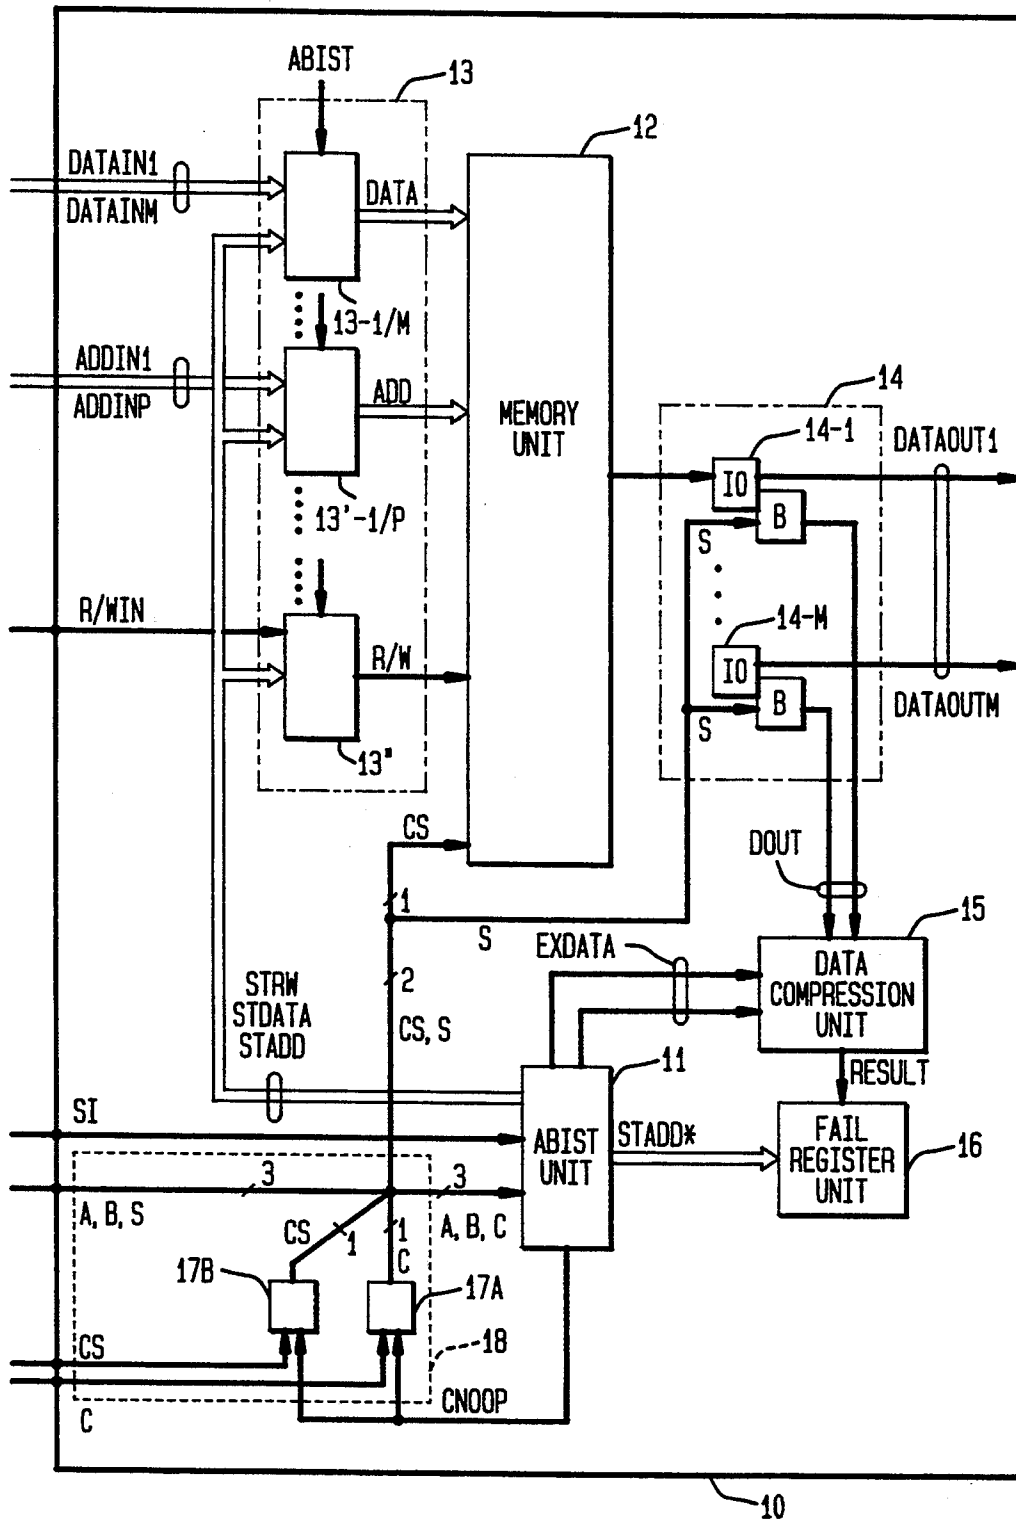 ABIST
13
12
DATAIN1
DATAINM
DATA
13-1/M
ADDIN1
ADDINP
ADD
MEMORY
UNIT
13'-1/P
14
14-1
DATAOUT1
IO
B
S
R/WIN
R/W
14-M
IO
B
S
DATAOUTM
13"
CS
1
S
DOUT
15
EXDATA
DATA
COMPRESSION
UNIT
2
CS, S
STRW
STDATA
STADD
11
RESULT
SI
ABIST
UNIT
STADD*
FAIL
REGISTER
UNIT
16
3
3
A, B, S
CS
1
1
C
A, B, C
17B
17A
CS
18
CNOOP
C
10